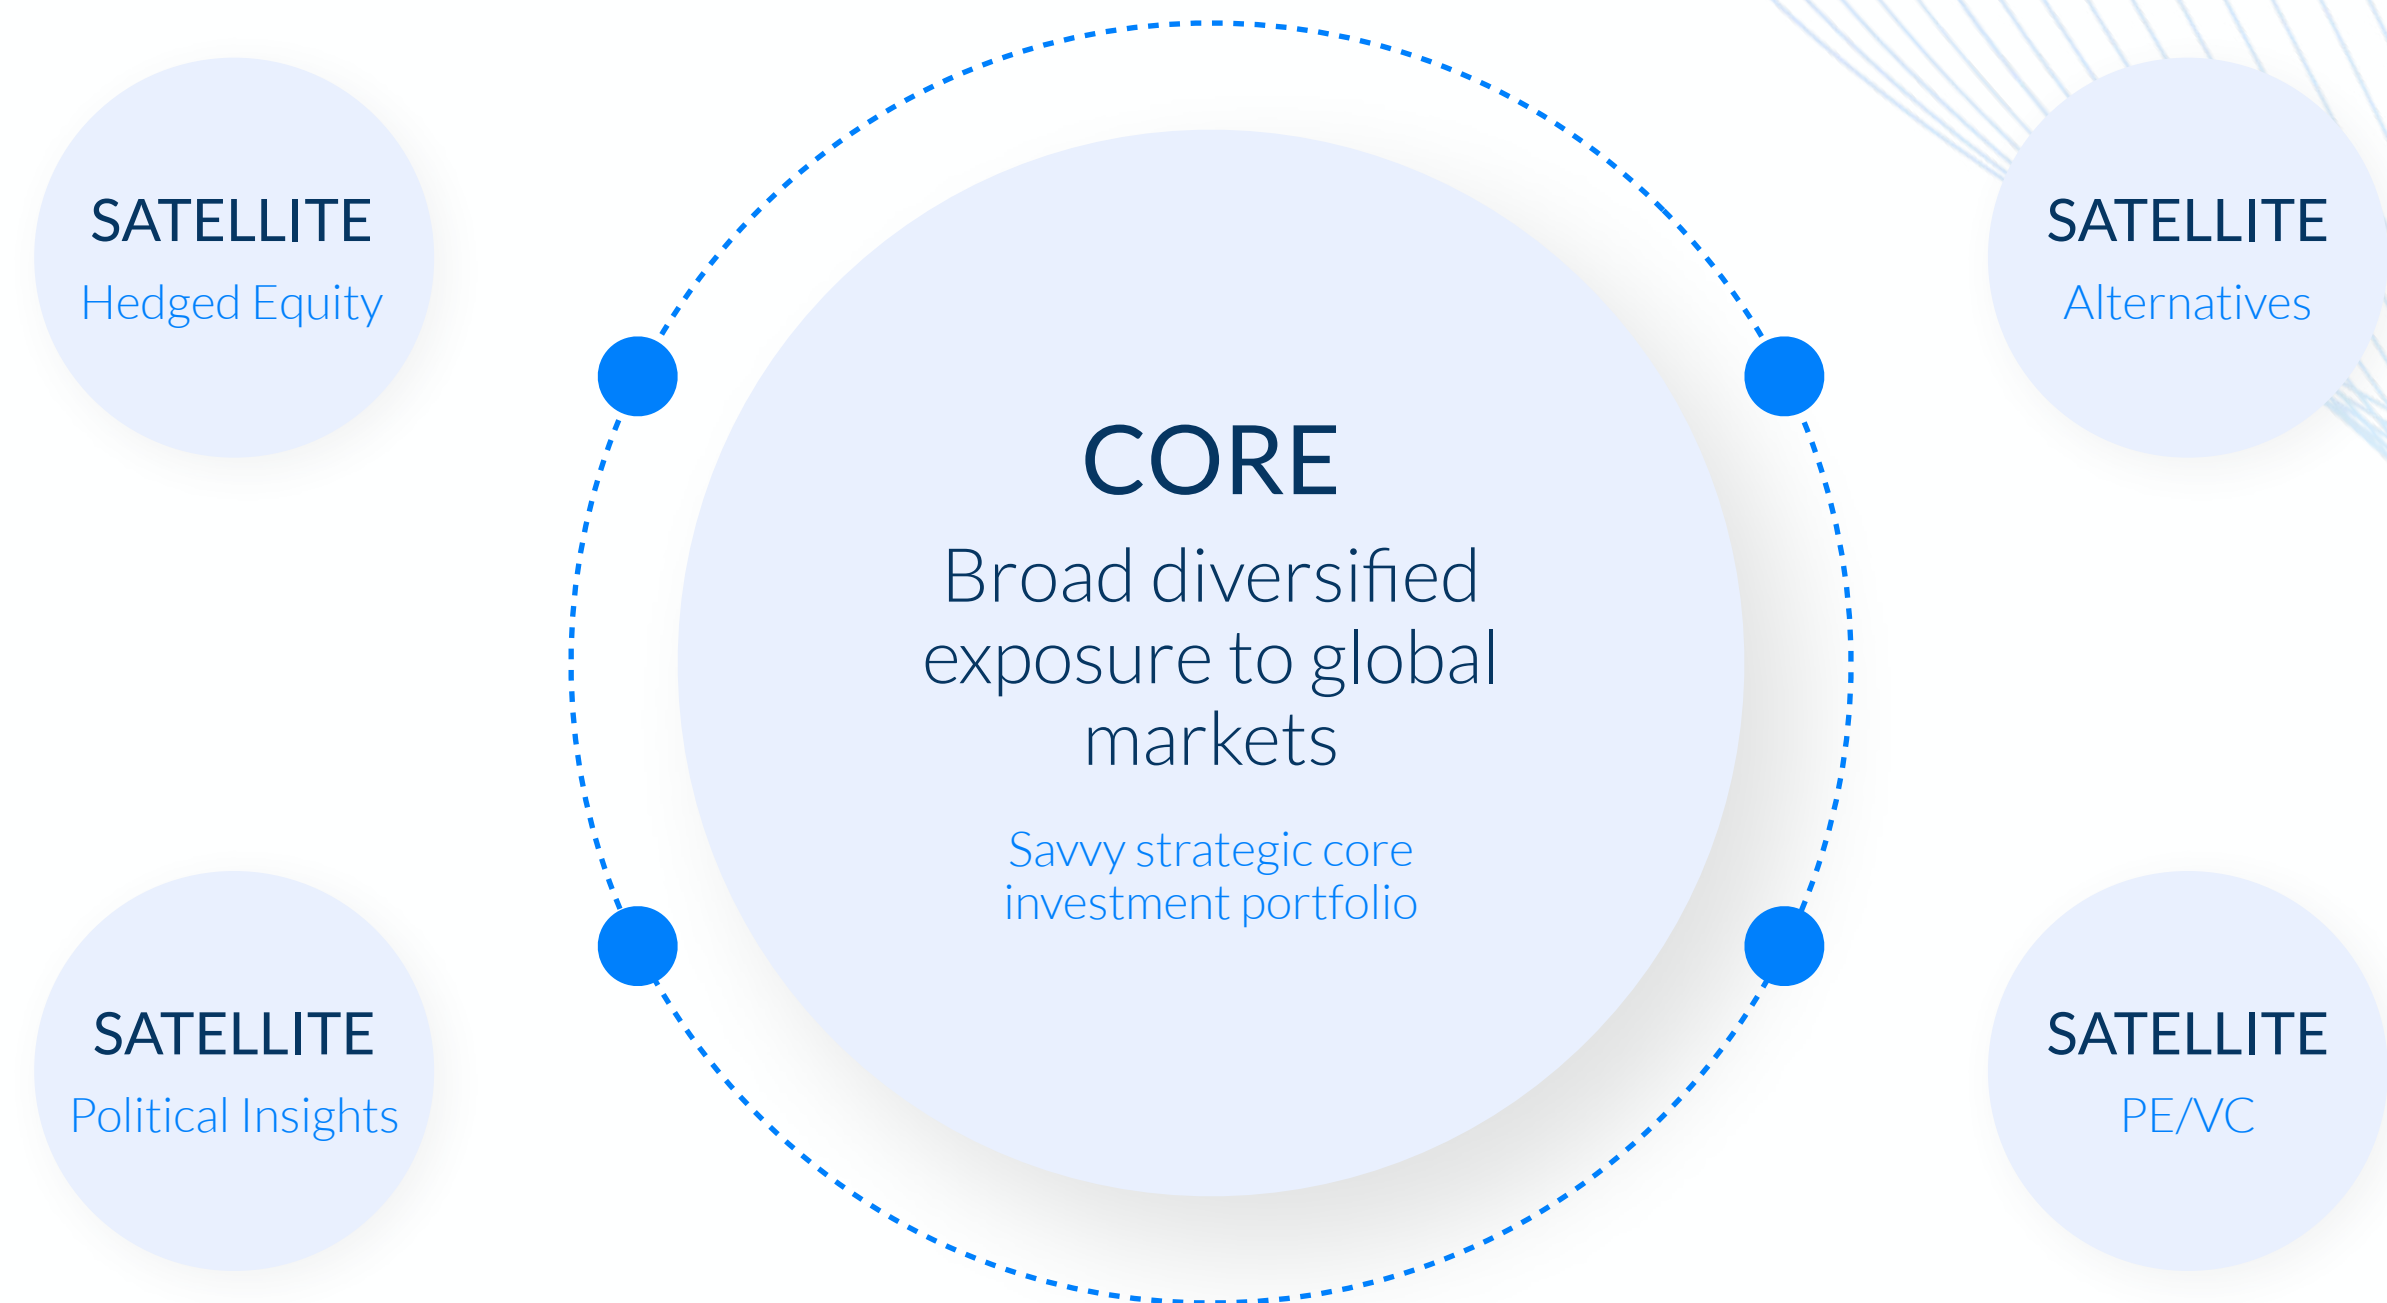 SATELLITE
Hedged Equity
SATELLITE
Alternatives
CORE
Broad diversified
exposure to global
markets
Savvy strategic core
investment portfolio
SATELLITE
Political Insights
SATELLITE
PE/VC